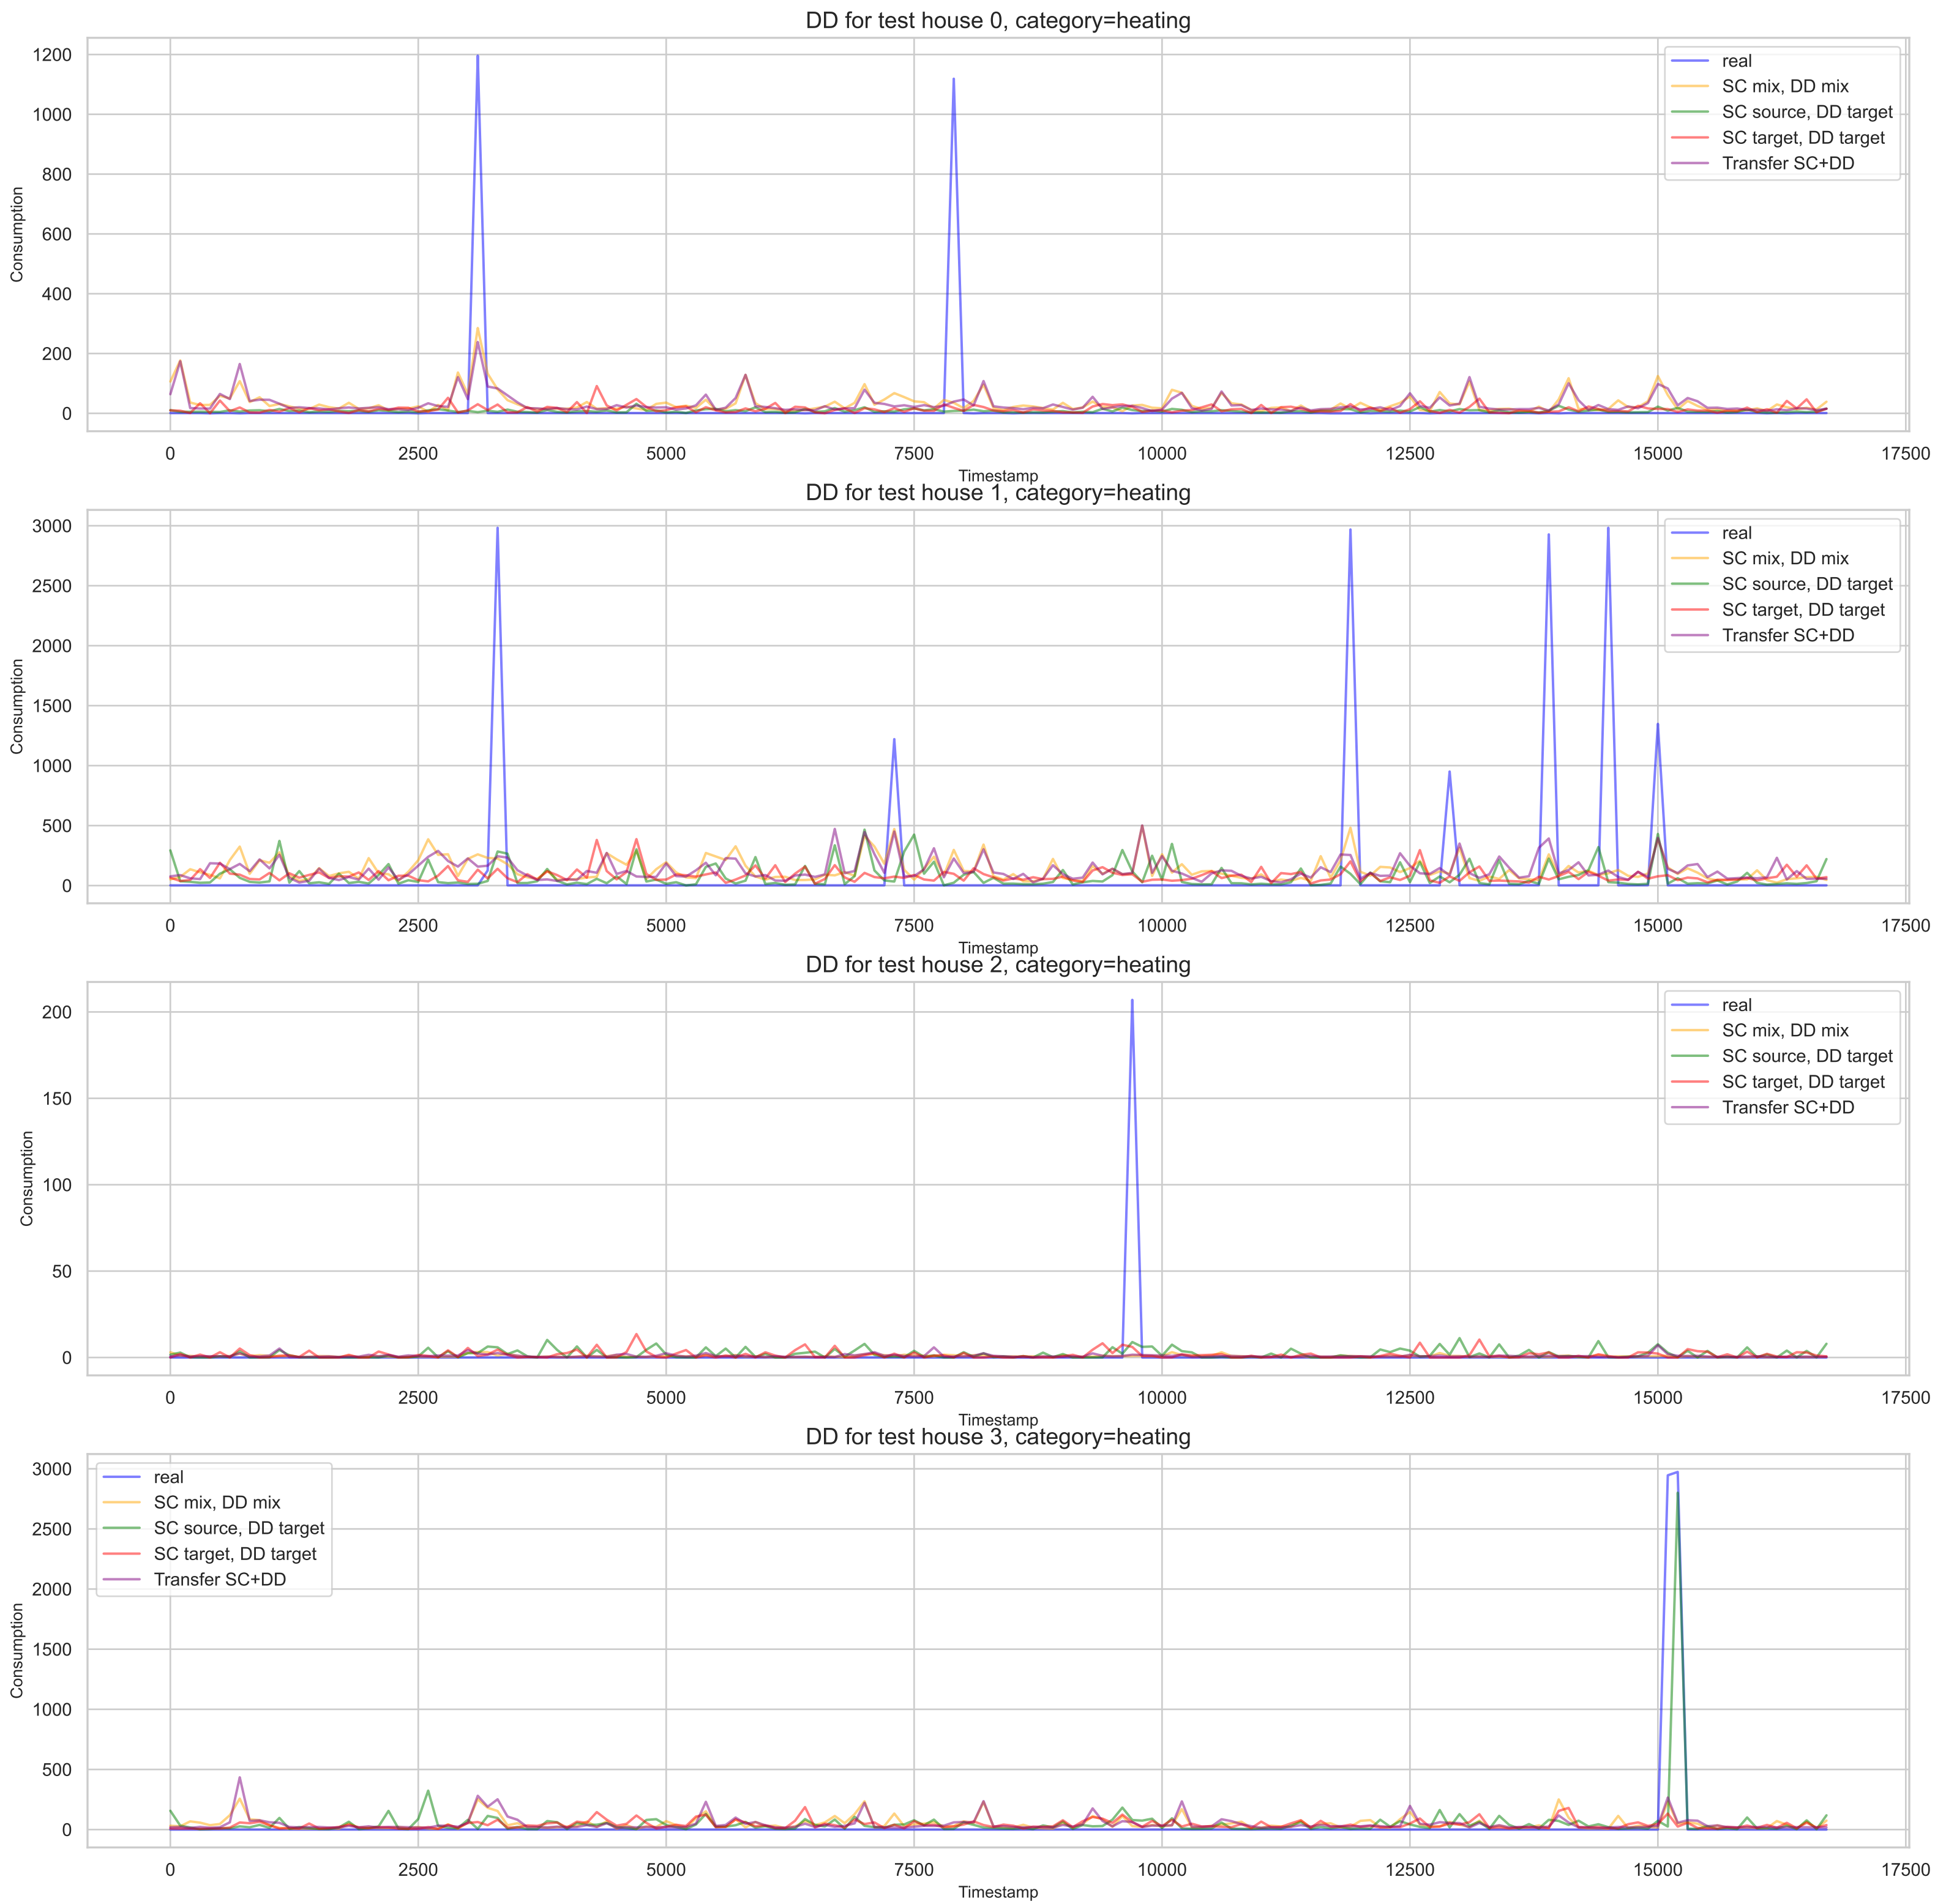 DD for test house 0, category=heating
1200
1000
800
600
400
200
0
Consumption
real
SC mix, DD mix
SC source, DD target
SC target, DD target
Transfer SC+DD
0 2500 5000 7500 10000 12500 15000 17500
Timestamp
DD for test house 1, category=heating
3000
2500
2000
1500
1000
500
0
Consumption
real
SC mix, DD mix
SC source, DD target
SC target, DD target
Transfer SC+DD
0 2500 5000 7500 10000 12500 15000 17500
Timestamp
DD for test house 2, category=heating
200
150
100
50
0
Consumption
real
SC mix, DD mix
SC source, DD target
SC target, DD target
Transfer SC+DD
0 2500 5000 7500 10000 12500 15000 17500
Timestamp
DD for test house 3, category=heating
3000
2500
2000
1500
1000
500
0
Consumption
real
SC mix, DD mix
SC source, DD target
SC target, DD target
Transfer SC+DD
0 2500 5000 7500 10000 12500 15000 17500
Timestamp